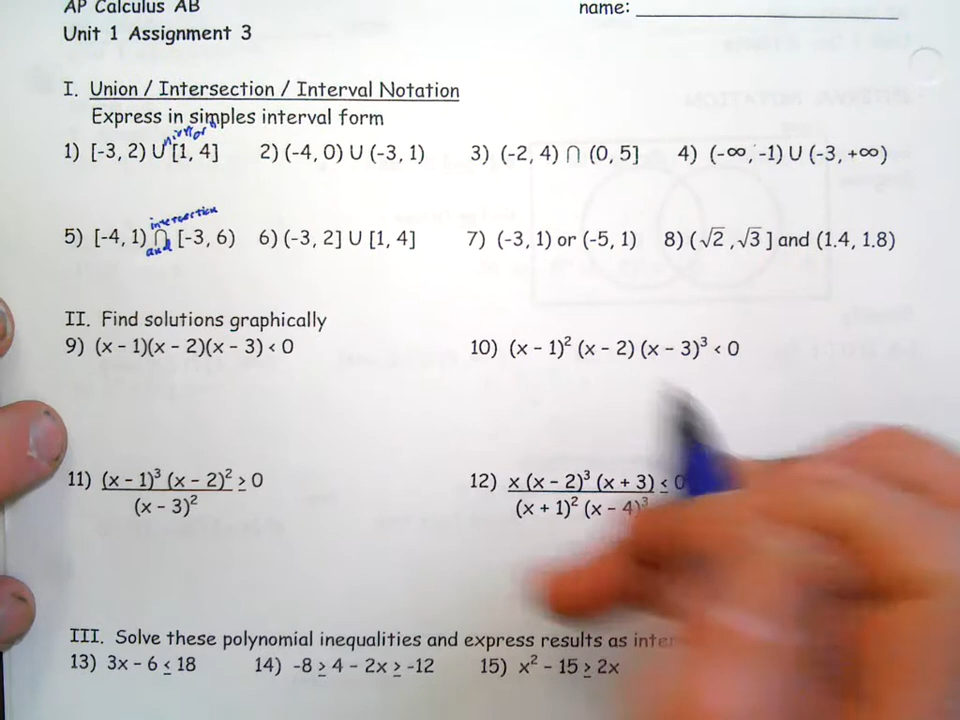 AP Calculus AB name:
Unit 1 Assignment 3
I. Union / Intersection / Interval Notation
Express in simples interval form
1) [-3, 2) ∪ [1, 4] 2) (-4, 0) ∪ (-3, 1) 3) (-2, 4) ∩ (0, 5] 4) (-∞, -1) ∪ (-3, +∞)
intersection
5) [-4, 1) ∩ [-3, 6) 6) (-3, 2] ∪ [1, 4] 7) (-3, 1) or (-5, 1) 8) (√2 ,√3 ] and (1.4, 1.8)
and
II. Find solutions graphically
9) (x - 1)(x - 2)(x - 3) < 0 10) (x - 1)² (x - 2) (x - 3)³ < 0
11) (x - 1)³ (x - 2)² ≥ 0 12) x (x - 2)³ (x + 3) ≤ 0
(x - 3)² (x + 1)² (x - 4)³
III. Solve these polynomial inequalities and express results as
13) 3x - 6 ≤ 18 14) -8 ≥ 4 - 2x ≥ -12 15) x² - 15 ≥ 2x